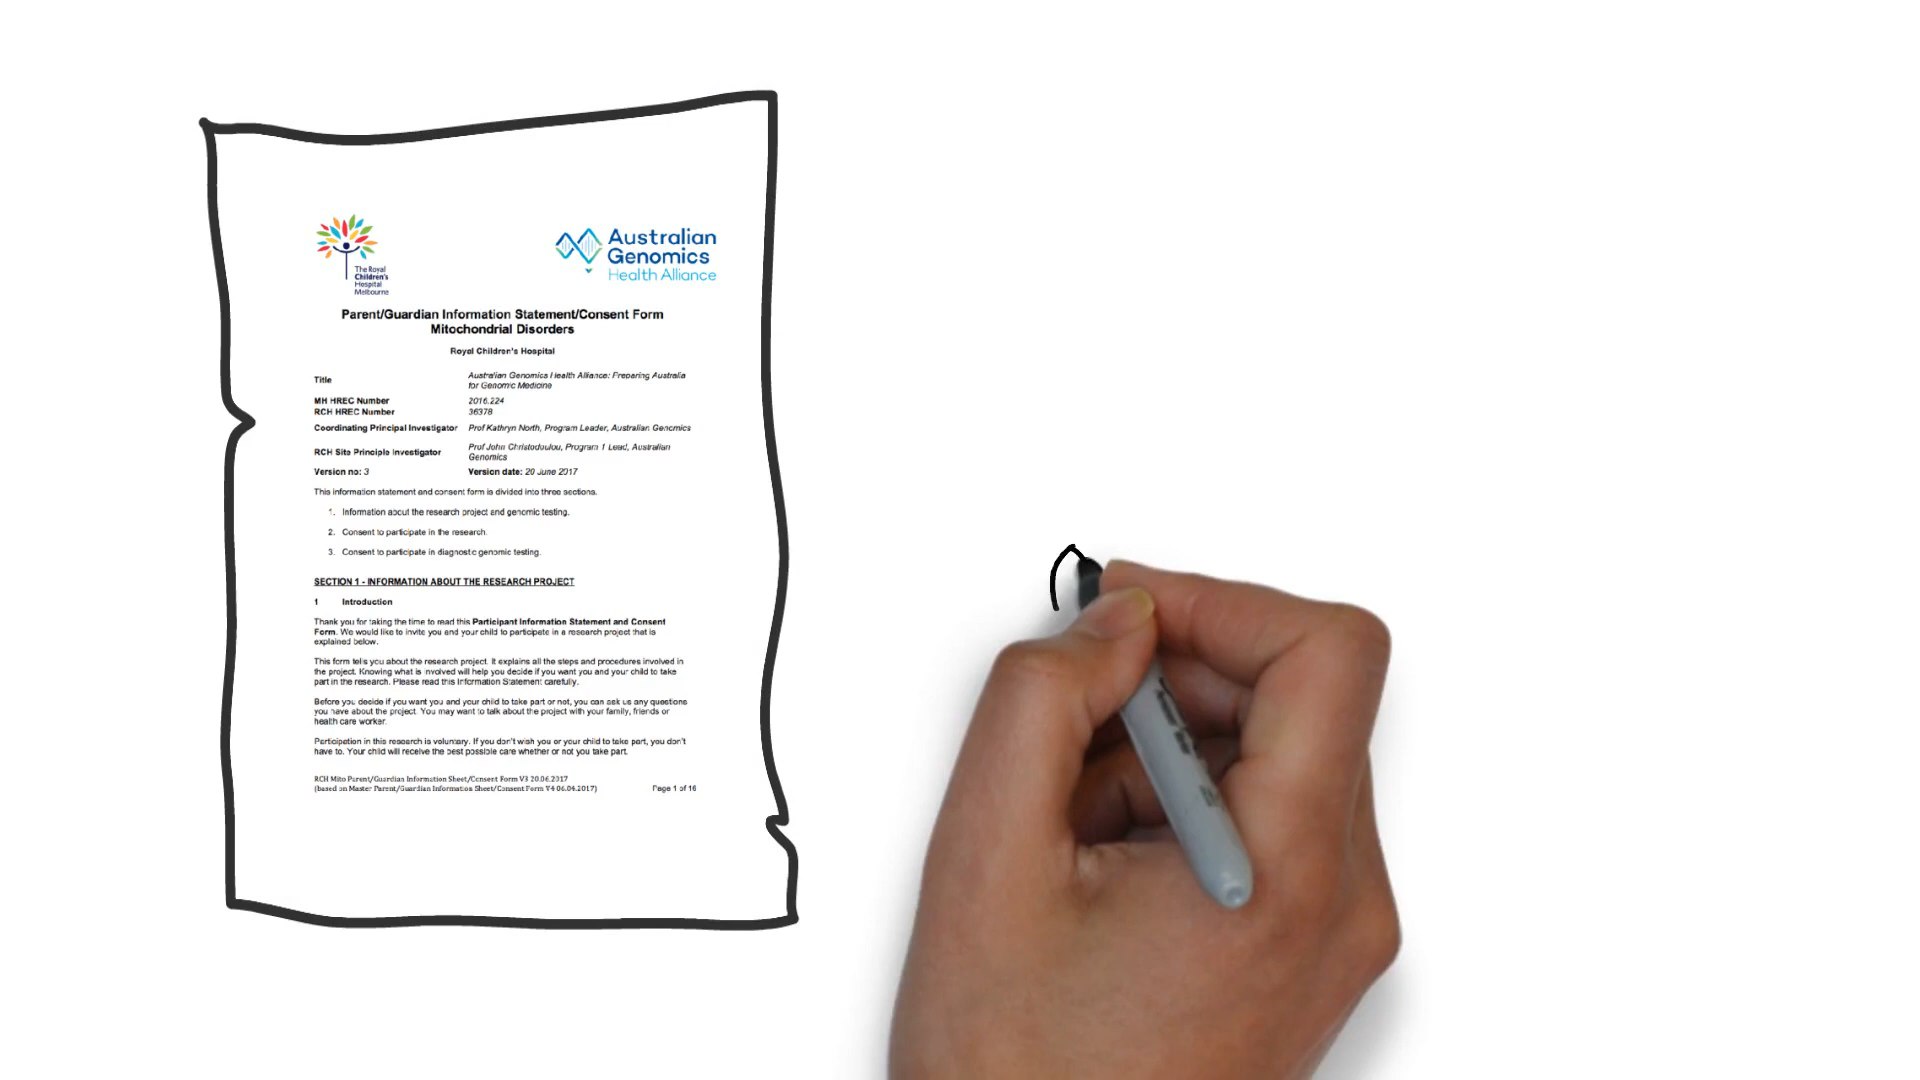 The Royal
Children's
Hospital
Melbourne
Australian
Genomics
Health Alliance
Parent/Guardian Information Statement/Consent Form
Mitochondrial Disorders
Royal Children's Hospital
Title Australian Genomics Health Alliance: Preparing Australia
for Genomic Medicine
MH HREC Number 2016.224
RCH HREC Number 36378
Coordinating Principal Investigator Prof Kathryn North, Program Leader, Australian Genomics
RCH Site Principle Investigator Prof John Christodoulou, Program 1 Lead, Australian
Genomics
Version no: 3 Version date: 20 June 2017
This information statement and consent form is divided into three sections.
1. Information about the research project and genomic testing.
2. Consent to participate in the research.
3. Consent to participate in diagnostic genomic testing.
SECTION 1 - INFORMATION ABOUT THE RESEARCH PROJECT
1 Introduction
Thank you for taking the time to read this Participant Information Statement and Consent
Form. We would like to invite you and your child to participate in a research project that is
explained below.
This form tells you about the research project. It explains all the steps and procedures involved in
the project. Knowing what is involved will help you decide if you want you and your child to take
part in the research. Please read this Information Statement carefully.
Before you decide if you want you and your child to take part or not, you can ask us any questions
you have about the project. You may want to talk about the project with your family, friends or
health care worker.
Participation in this research is voluntary. If you don't wish you or your child to take part, you don't
have to. Your child will receive the best possible care whether or not you take part.
RCH Mito Parent/Guardian Information Sheet/Consent Form V3 20.06.2017
(based on Master Parent/Guardian Information Sheet/Consent Form V4 06.04.2017) Page 1 of 16